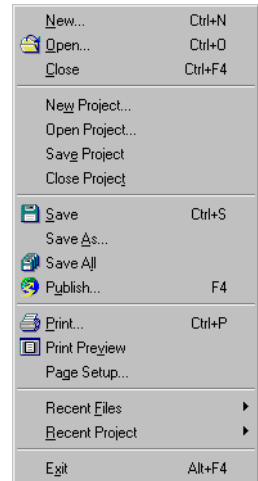 New... Ctrl+N
Open... Ctrl+O
Close Ctrl+F4
New Project...
Open Project...
Save Project
Close Project
Save Ctrl+S
Save As...
Save All
Publish... F4
Print... Ctrl+P
Print Preview
Page Setup...
Recent Files
Recent Project
Exit Alt+F4